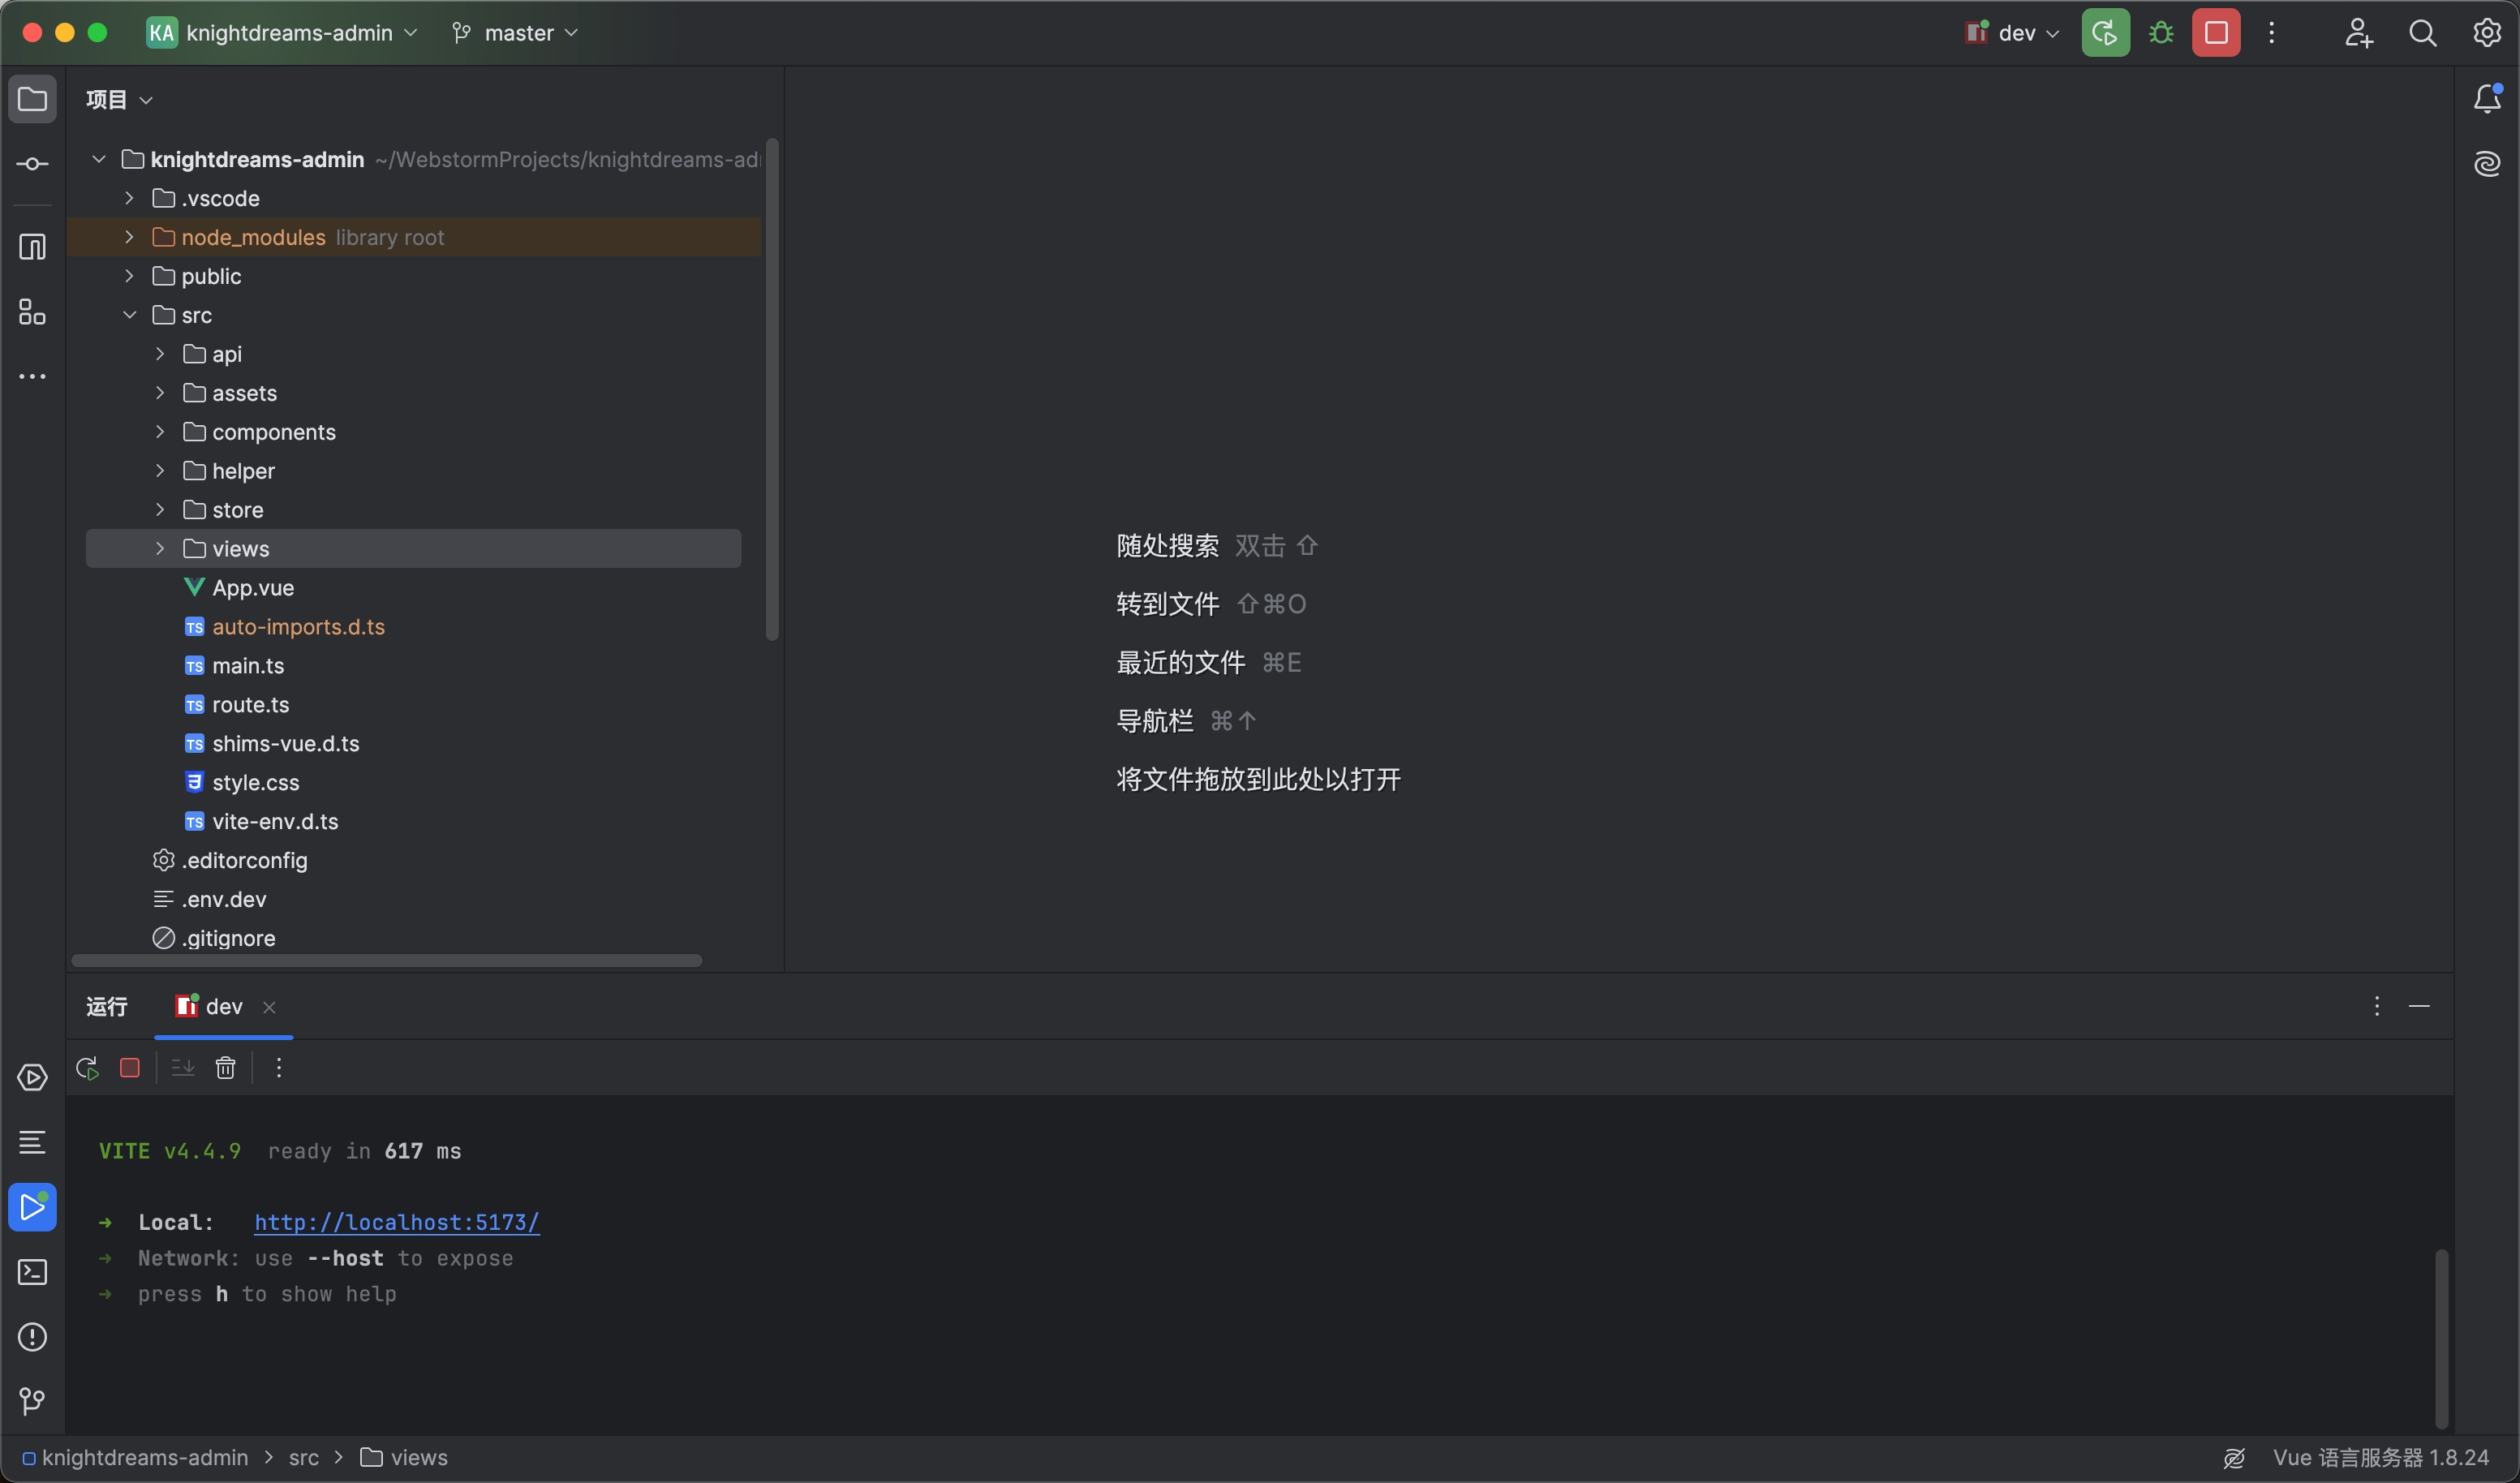 KA knightdreams-admin master dev
项目
knightdreams-admin ~/WebstormProjects/knightdreams-ad
.vscode
node_modules library root
public
src
api
assets
components
helper
store
views
App.vue
TS auto-imports.d.ts
TS main.ts
TS route.ts
TS shims-vue.d.ts
style.css
TS vite-env.d.ts
.editorconfig
.env.dev
.gitignore
随处搜索 双击 ⇧
转到文件 ⇧⌘O
最近的文件 ⌘E
导航栏 ⌘↑
将文件拖放到此处以打开
运行 dev
VITE v4.4.9 ready in 617 ms
➜ Local: http://localhost:5173/
➜ Network: use --host to expose
➜ press h to show help
knightdreams-admin > src > views Vue 语言服务器 1.8.24